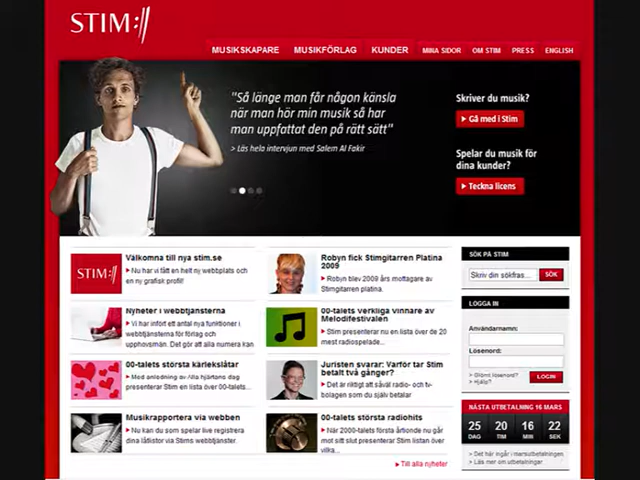 STIM://
MUSIKSKAPARE MUSIKFÖRLAG KUNDER MINA SIDOR OM STIM PRESS ENGLISH
"Så länge man får någon känsla
när man hör min musik så har
man uppfattat den på rätt sätt"
> Läs hela intervjun med Salem Al Fakir
Skriver du musik?
Gå med i Stim
Spelar du musik för
dina kunder?
Teckna licens
STIM://
Välkomna till nya stim.se
Nu har vi fått en helt ny webbplats och
en ny grafisk profil!
Robyn fick Stimgitarren Platina
2009
Robyn blev 2009 års mottagare av
Stimgitarren platina.
Nyheter i webbtjänsterna
Vi har infört ett antal nya funktioner i
webbtjänsterna för förlag och
upphovsmän. Det gör att alla numera kan
00-talets verkliga vinnare av
Melodifestivalen
Stim presenterar nu en lista över de 20
mest radiospelade...
00-talets största kärlekslåtar
Med anledning av Alla hjärtans dag
presenterar Stim en lista över 00-talets...
Juristen svarar: Varför tar Stim
betalt två gånger?
Det är riktigt att såväl radio- och tv-
bolagen som du själv betalar
Musikrapportera via webben
Nu kan du som spelar live registrera
dina låtlistor via Stims webbtjänster.
00-talets största radiohits
När 2000-talets första årtionde nu går
mot sitt slut presenterar Stim listan över
vilka...
Till alla nyheter
SÖK PÅ STIM
Skriv din sökfras... SÖK
LOGGA IN
Användarnamn:
Lösenord:
> Glömt lösenord?
> Hjälp?
LOGIN
NÄSTA UTBETALNING 16 MARS
25 20 16 22
DAG TIM MIN SEK
> Det här ingår i marsutbetalningen.
> Läs mer om utbetalningar.